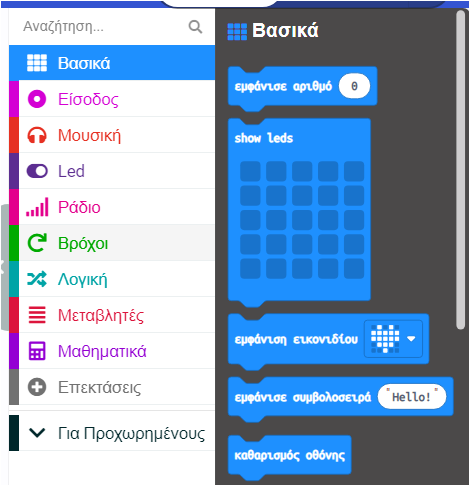 Αναζήτηση...
Βασικά
Είσοδος
Μουσική
Led
Ράδιο
Βρόχοι
Λογική
Μεταβλητές
Μαθηματικά
Επεκτάσεις
Για Προχωρημένους
Βασικά
εμφάνισε αριθμό 0
show leds
εμφάνιση εικονιδίου
εμφάνισε συμβολοσειρά "Hello!"
καθαρισμός οθόνης